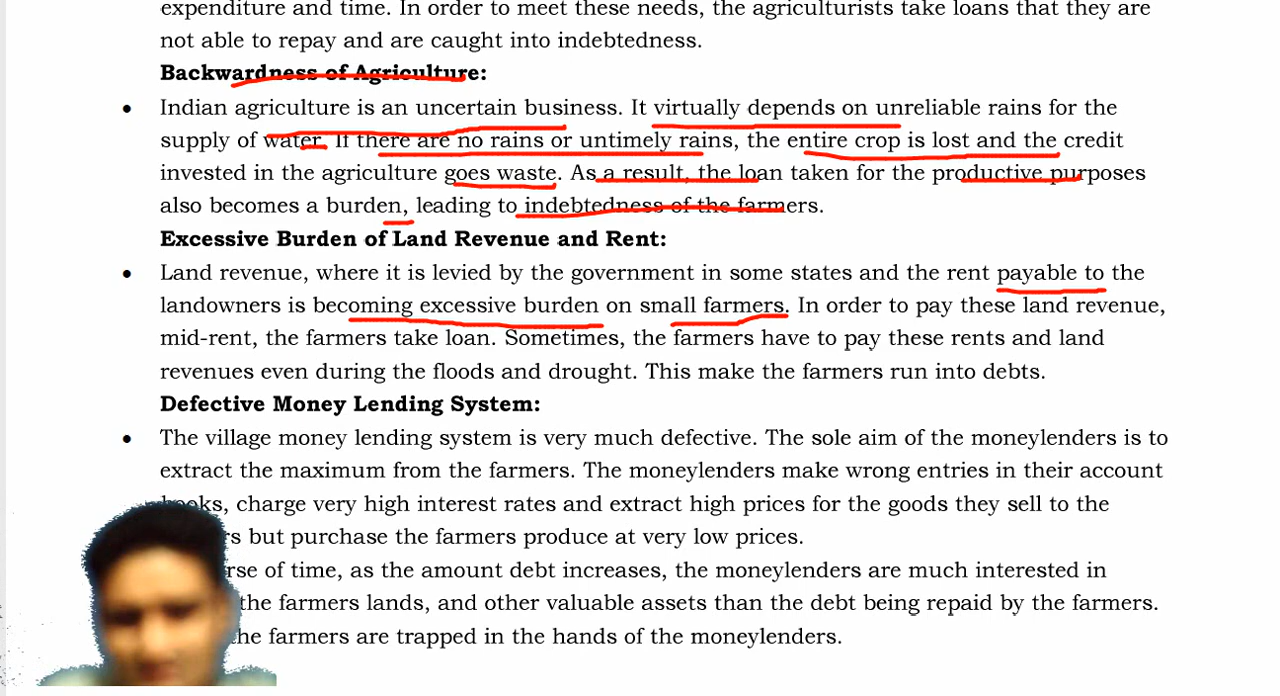 expenditure and time. In order to meet these needs, the agriculturists take loans that they are
not able to repay and are caught into indebtedness.
Backwardness of Agriculture:
• Indian agriculture is an uncertain business. It virtually depends on unreliable rains for the
supply of water. If there are no rains or untimely rains, the entire crop is lost and the credit
invested in the agriculture goes waste. As a result, the loan taken for the productive purposes
also becomes a burden, leading to indebtedness of the farmers.
Excessive Burden of Land Revenue and Rent:
• Land revenue, where it is levied by the government in some states and the rent payable to the
landowners is becoming excessive burden on small farmers. In order to pay these land revenue,
mid-rent, the farmers take loan. Sometimes, the farmers have to pay these rents and land
revenues even during the floods and drought. This make the farmers run into debts.
Defective Money Lending System:
• The village money lending system is very much defective. The sole aim of the moneylenders is to
extract the maximum from the farmers. The moneylenders make wrong entries in their account
books, charge very high interest rates and extract high prices for the goods they sell to the
but purchase the farmers produce at very low prices.
of time, as the amount debt increases, the moneylenders are much interested in
the farmers lands, and other valuable assets than the debt being repaid by the farmers.
the farmers are trapped in the hands of the moneylenders.